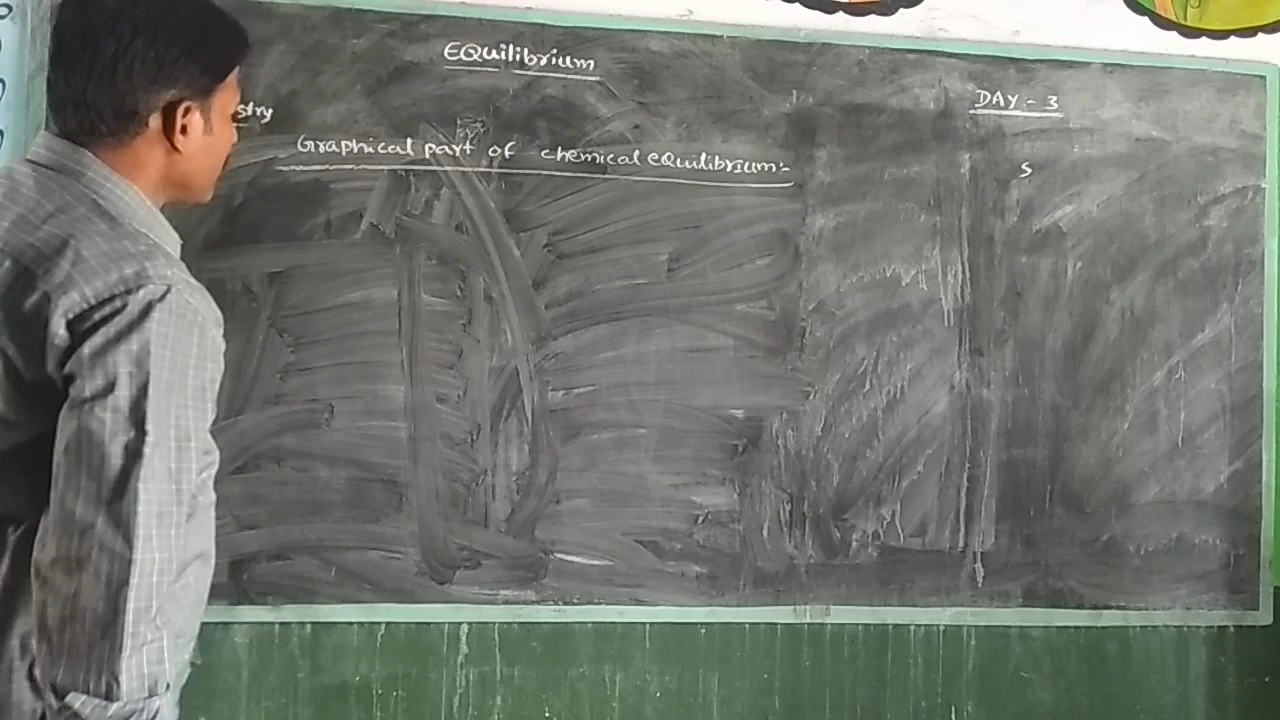 EQuilibrium
stry
DAY:- 3
Graphical part of chemical eQuilibrium:-
S